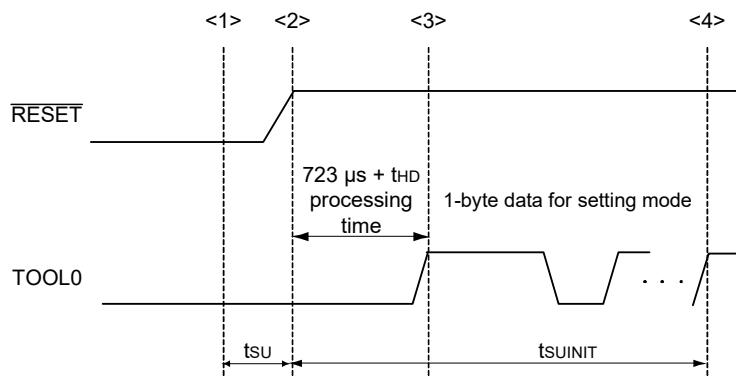 <1> <2> <3> <4>
RESET
723 µs + tHD
processing
time
1-byte data for setting mode
TOOL0
. . .
tSU
tSUINIT